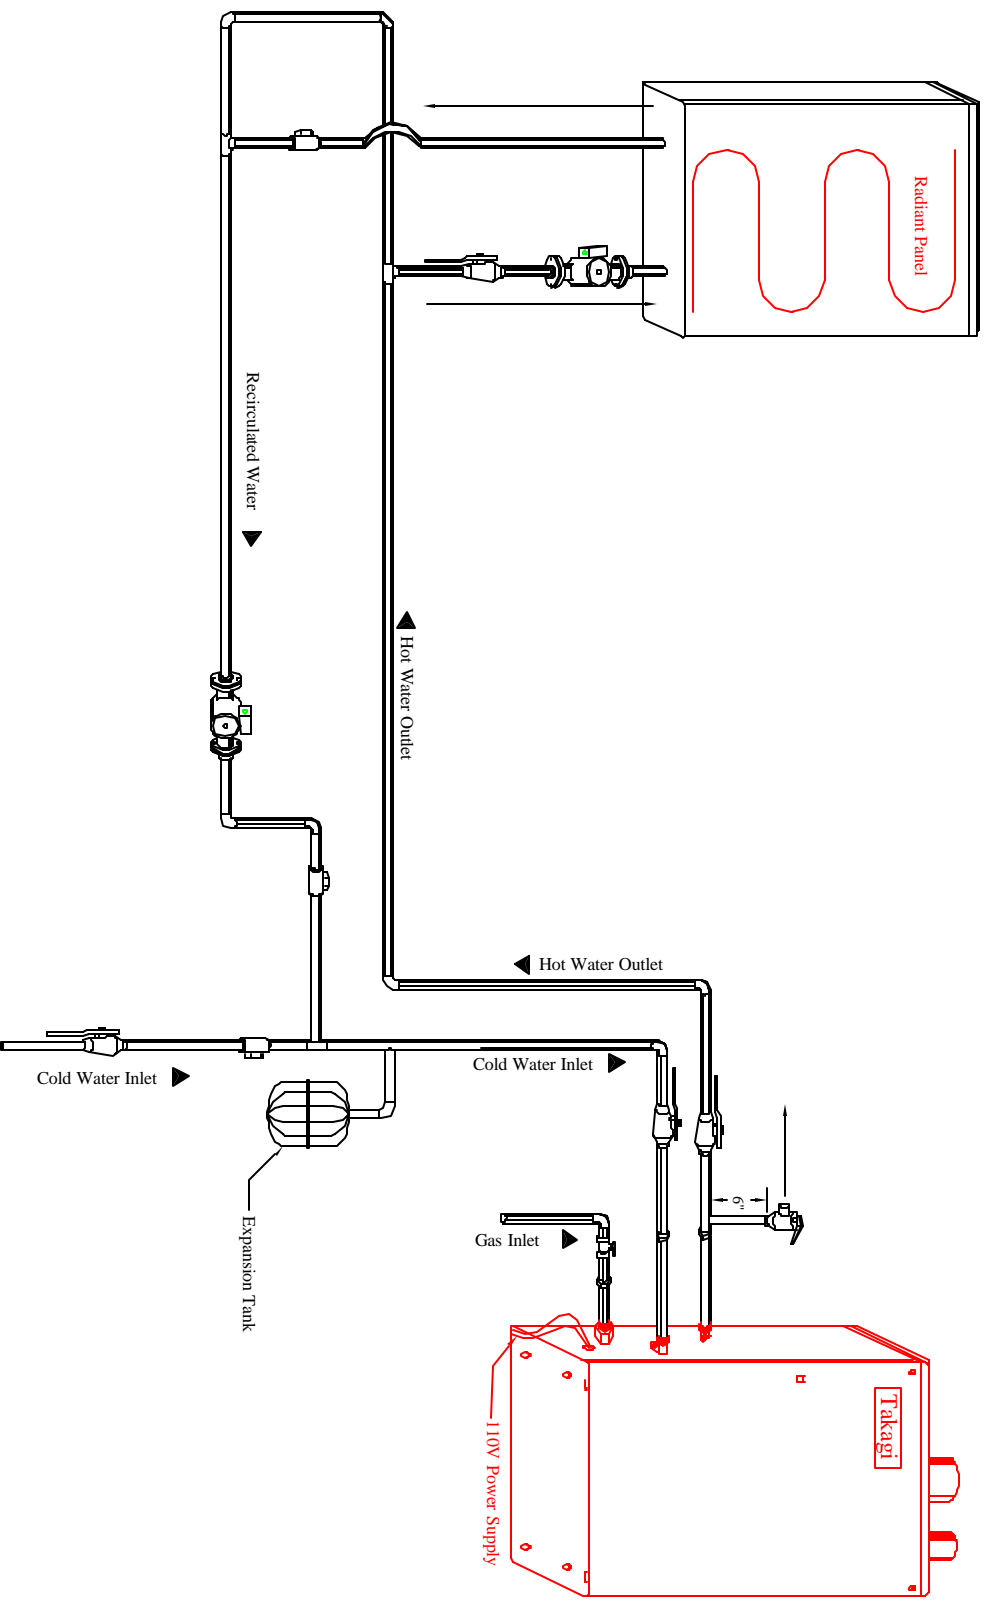 Radiant Panel
Recirculated Water
Hot Water Outlet
Hot Water Outlet
Cold Water Inlet
Cold Water Inlet
6"
Gas Inlet
Expansion Tank
Takagi
110V Power Supply